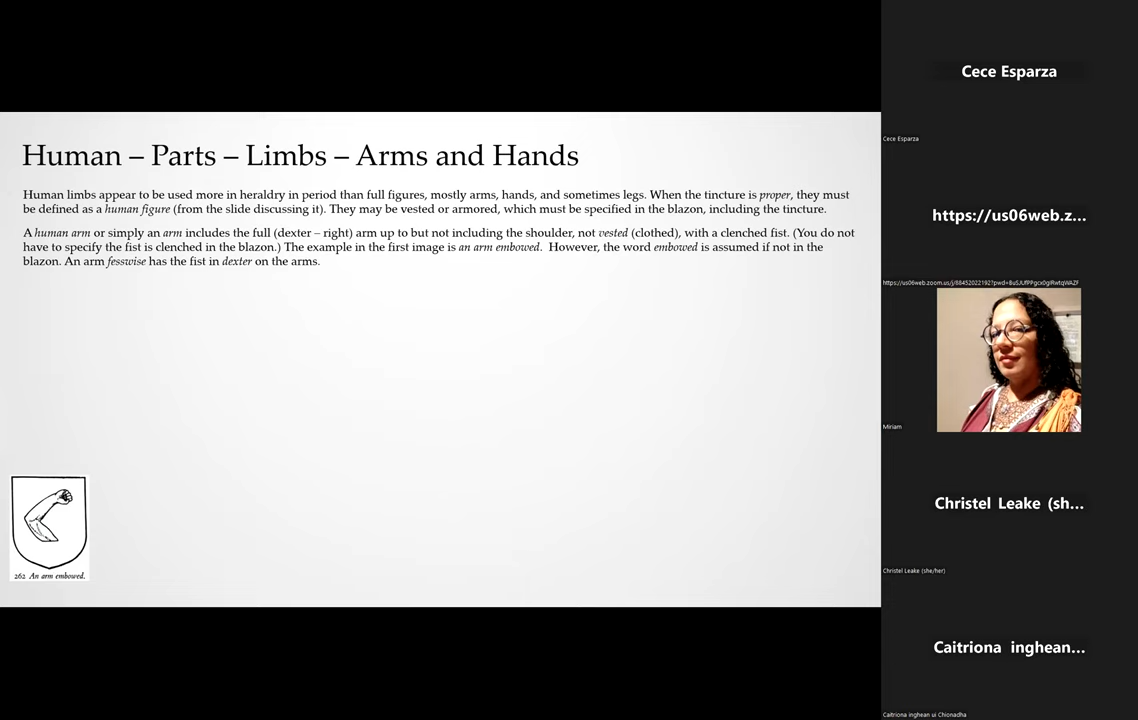 Human – Parts – Limbs – Arms and Hands
Human limbs appear to be used more in heraldry in period than full figures, mostly arms, hands, and sometimes legs. When the tincture is proper, they must
be defined as a human figure (from the slide discussing it). They may be vested or armored, which must be specified in the blazon, including the tincture.
A human arm or simply an arm includes the full (dexter – right) arm up to but not including the shoulder, not vested (clothed), with a clenched fist. (You do not
have to specify the fist is clenched in the blazon.) The example in the first image is an arm embowed. However, the word embowed is assumed if not in the
blazon. An arm fesswise has the fist in dexter on the arms.
262 An arm embowed.
Cece Esparza
Cece Esparza
https://us06web.z...
Miriam
Christel Leake (sh...
Christel Leake (she/her)
Caitriona inghean...
Caitriona inghean ui Chionadha